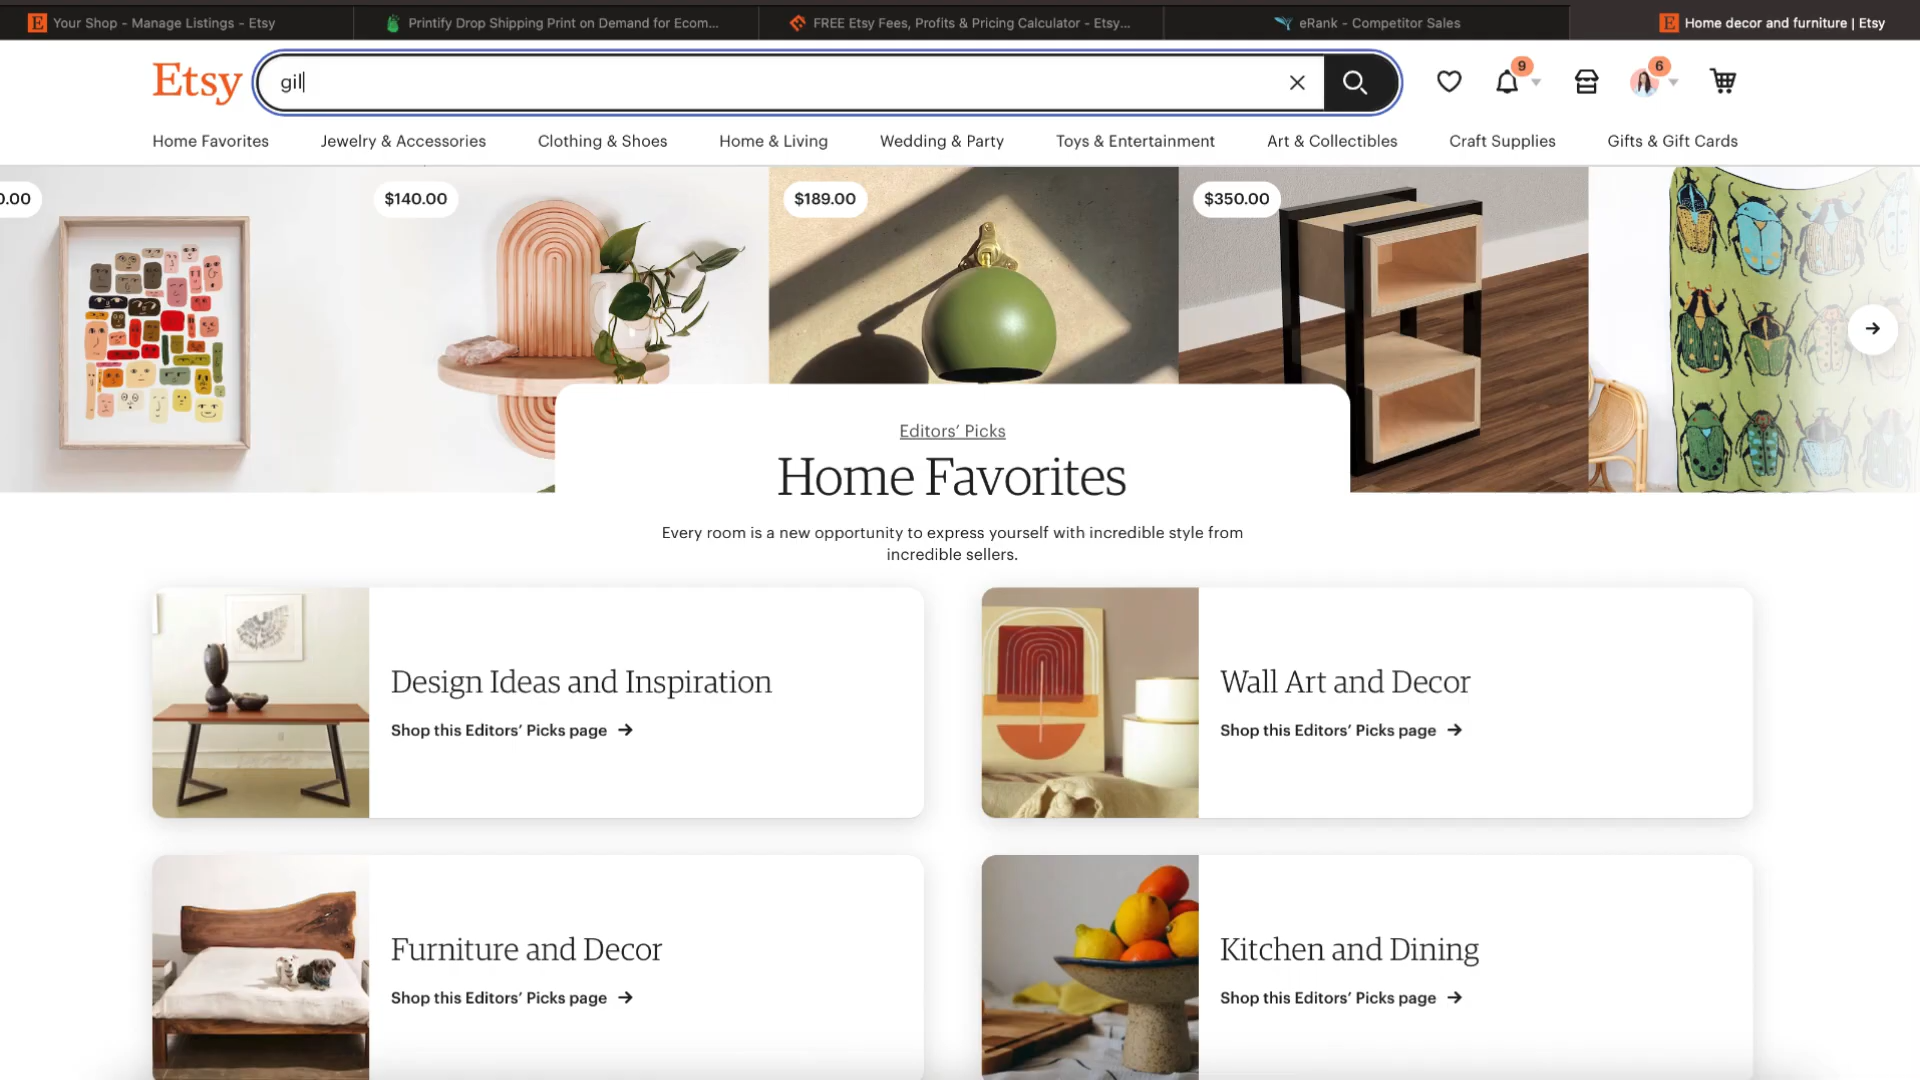 Your Shop - Manage Listings - Etsy
Printify Drop Shipping Print on Demand for Ecom...
FREE Etsy Fees, Profits & Pricing Calculator - Etsy...
eRank - Competitor Sales
Home decor and furniture | Etsy
Etsy
gil
9
6
Home Favorites
Jewelry & Accessories
Clothing & Shoes
Home & Living
Wedding & Party
Toys & Entertainment
Art & Collectibles
Craft Supplies
Gifts & Gift Cards
0.00
$140.00
$189.00
$350.00
Editors’ Picks
Home Favorites
Every room is a new opportunity to express yourself with incredible style from
incredible sellers.
Design Ideas and Inspiration
Shop this Editors’ Picks page →
Wall Art and Decor
Shop this Editors’ Picks page →
Furniture and Decor
Shop this Editors’ Picks page →
Kitchen and Dining
Shop this Editors’ Picks page →